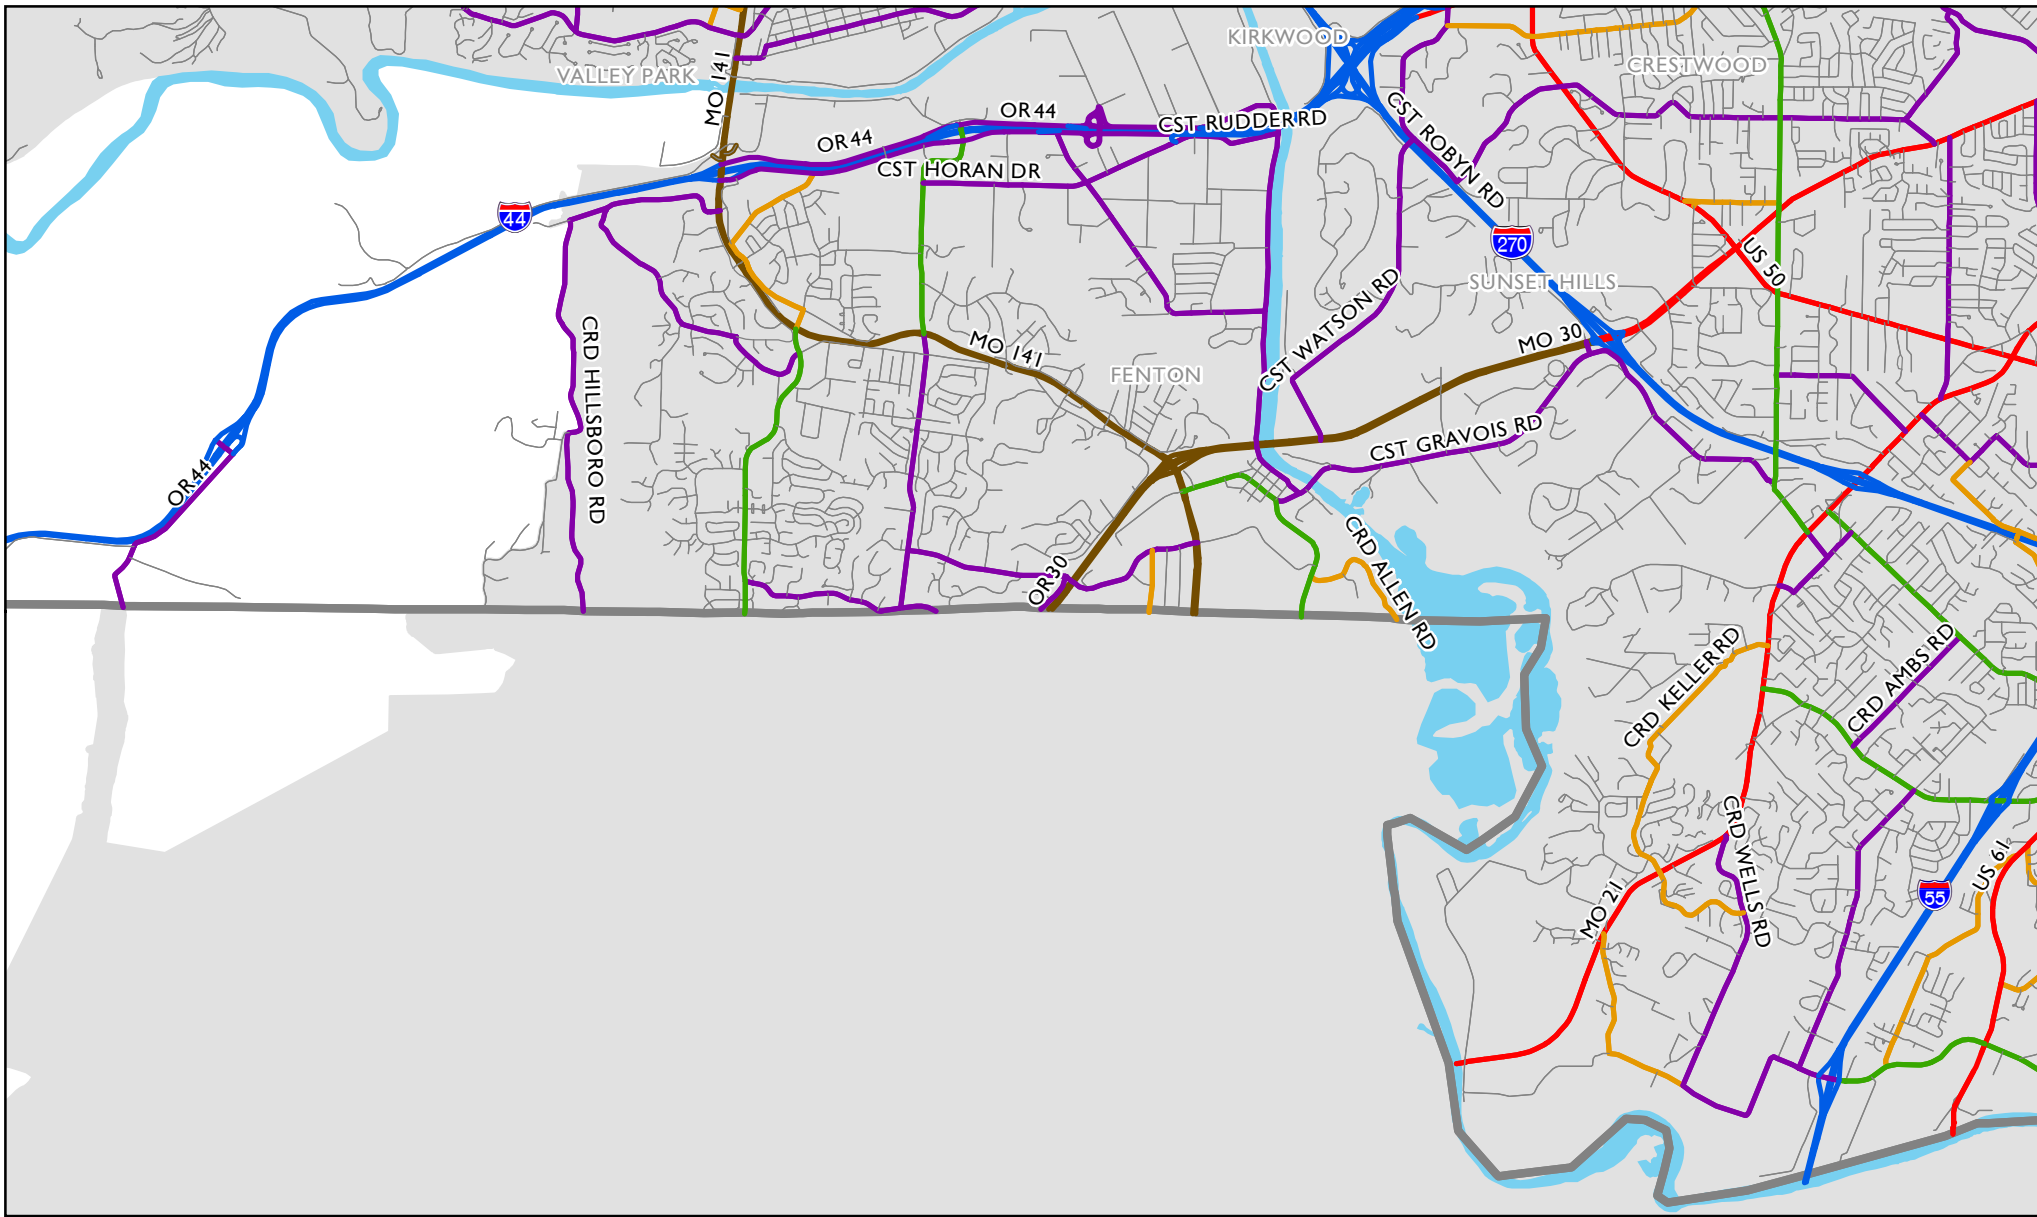 KIRKWOOD
CRESTWOOD
VALLEY PARK
MO 141
OR 44
CST RUDDER RD
OR 44
CST ROBYN RD
CST HORAN DR
44
270
US 50
SUNSET HILLS
CST WATSON RD
MO 30
MO 141
CRD HILLSBORO RD
FENTON
CST GRAVOIS RD
OR 44
CRD ALLEN RD
OR 30
CRD KELLER RD
CRD AMBS RD
CRD WELLS RD
US 61
55
MO 21